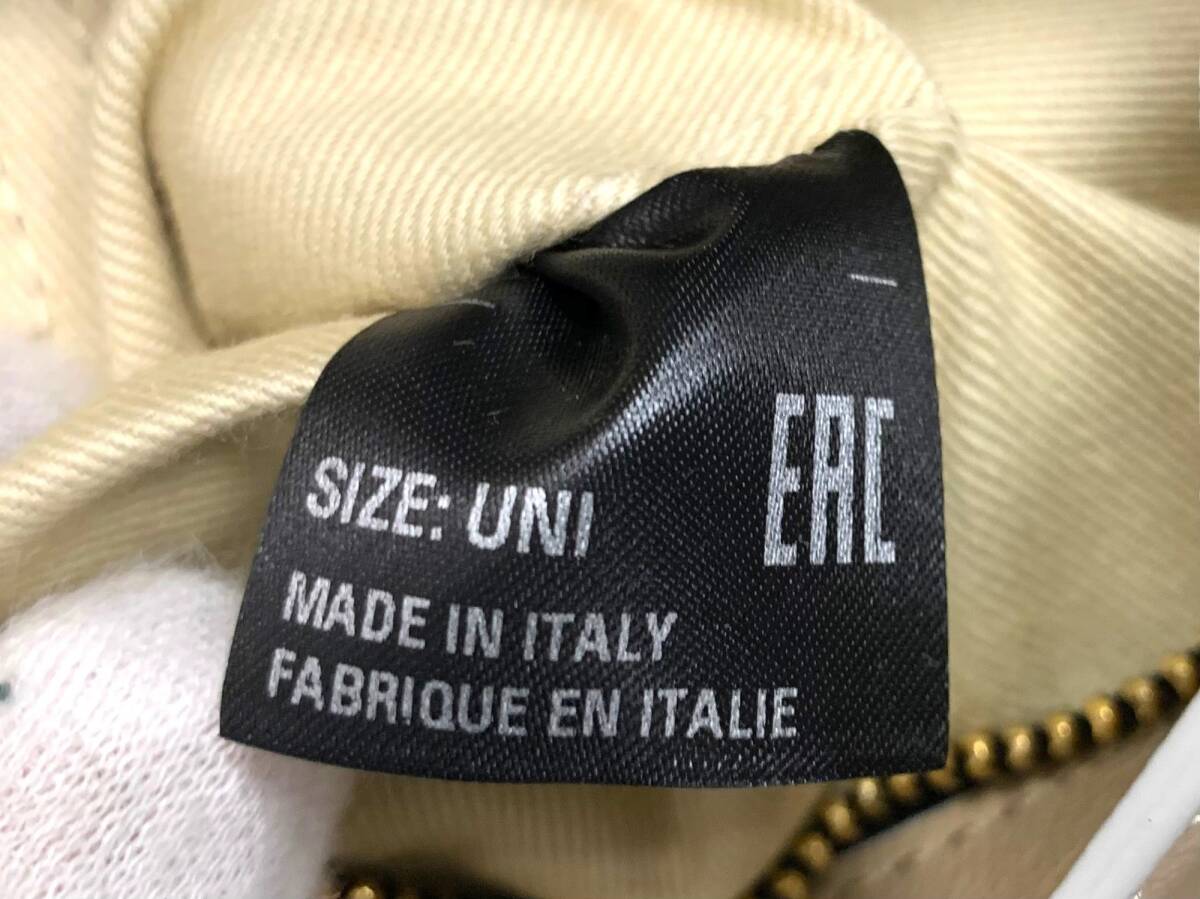 EAC
SIZE: UNI
MADE IN ITALY
FABRIQUE EN ITALIE